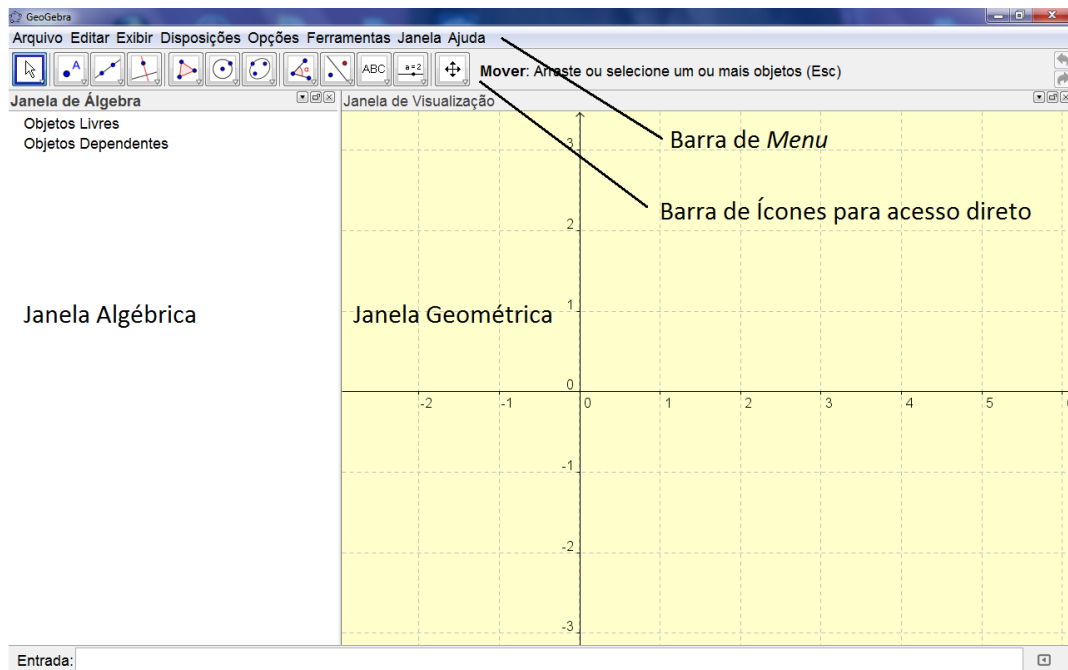 GeoGebra
Arquivo Editar Exibir Disposições Opções Ferramentas Janela Ajuda
A α ABC a=2 Mover: Arraste ou selecione um ou mais objetos (Esc)
Janela de Álgebra
Janela de Visualização
Objetos Livres
Objetos Dependentes
Barra de Menu
3
Barra de Ícones para acesso direto
2
Janela Algébrica
Janela Geométrica
1
0
-2 -1 0 1 2 3 4 5 6
-1
-2
-3
Entrada: